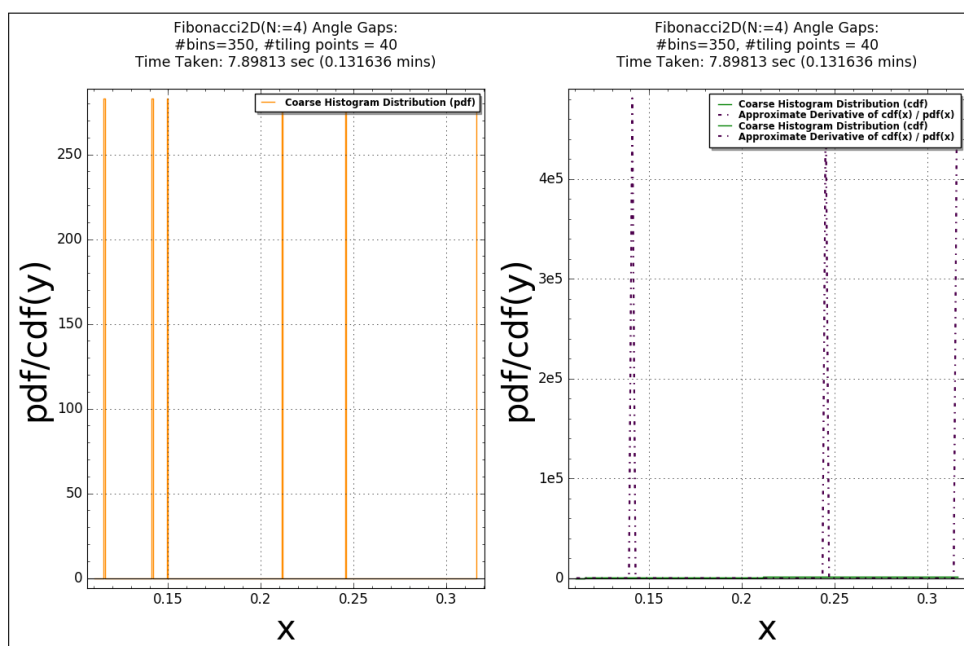 Fibonacci2D(N:=4) Angle Gaps:
#bins=350, #tiling points = 40
Time Taken: 7.89813 sec (0.131636 mins)
Coarse Histogram Distribution (pdf)
250
200
150
100
50
0
0.15
0.2
0.25
0.3
pdf/cdf(y)
x
Fibonacci2D(N:=4) Angle Gaps:
#bins=350, #tiling points = 40
Time Taken: 7.89813 sec (0.131636 mins)
Coarse Histogram Distribution (cdf)
Approximate Derivative of cdf(x) / pdf(x)
Coarse Histogram Distribution (cdf)
Approximate Derivative of cdf(x) / pdf(x)
4e5
3e5
2e5
1e5
0
0.15
0.2
0.25
0.3
pdf/cdf(y)
x